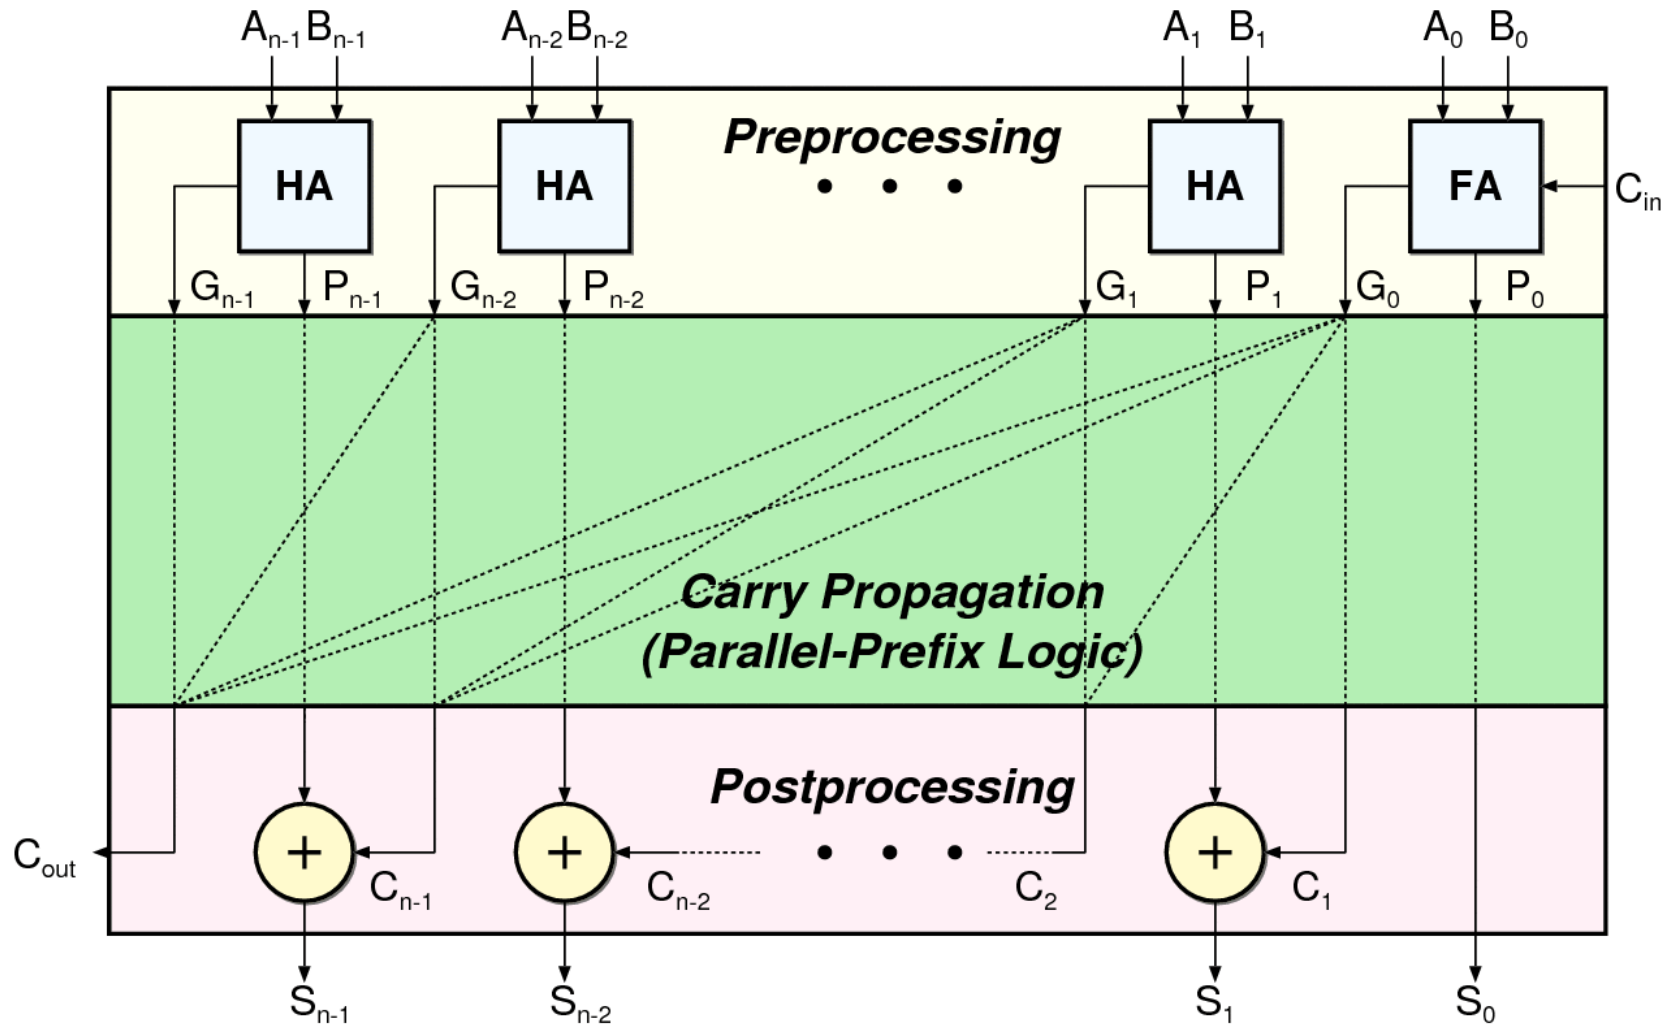 Aₙ₋₁ Bₙ₋₁ Aₙ₋₂ Bₙ₋₂ A₁ B₁ A₀ B₀
Preprocessing
HA HA • • • HA FA Cᵢₙ
Gₙ₋₁ Pₙ₋₁ Gₙ₋₂ Pₙ₋₂ G₁ P₁ G₀ P₀
Carry Propagation
(Parallel-Prefix Logic)
Postprocessing
Cout + + • • • +
Cₙ₋₁ Cₙ₋₂ C₂ C₁
Sₙ₋₁ Sₙ₋₂ S₁ S₀